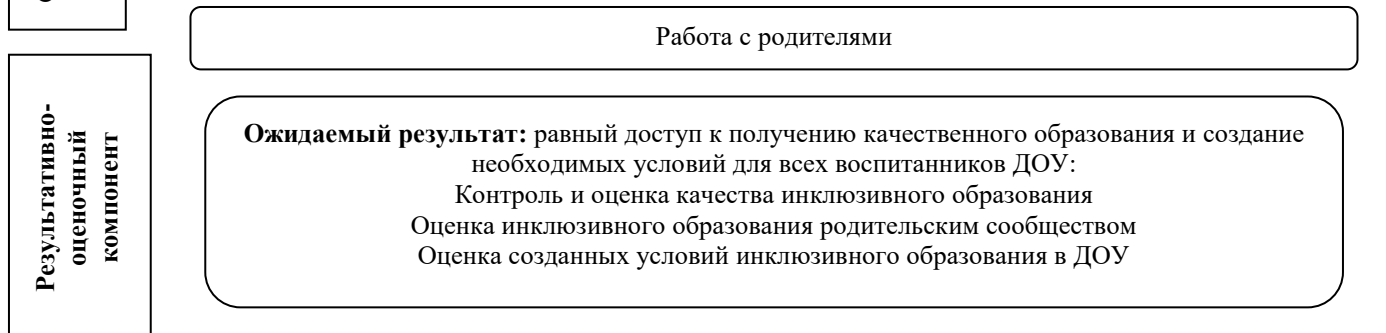 Работа с родителями
Результативно-
оценочный
компонент
Ожидаемый результат: равный доступ к получению качественного образования и создание
необходимых условий для всех воспитанников ДОУ:
Контроль и оценка качества инклюзивного образования
Оценка инклюзивного образования родительским сообществом
Оценка созданных условий инклюзивного образования в ДОУ